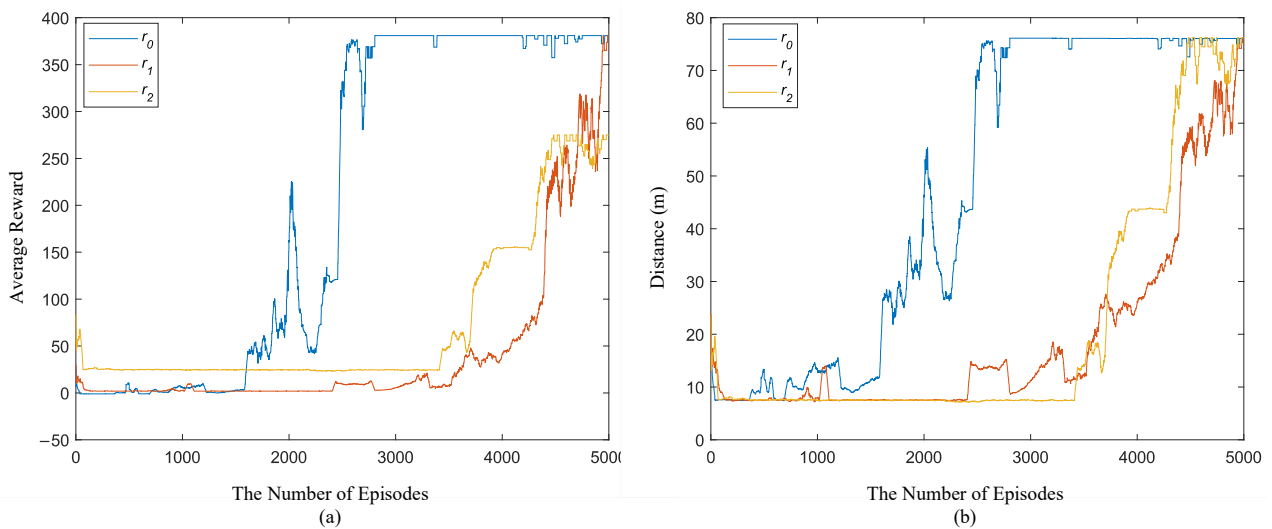 400
350
300
250
200
150
100
50
0
−50
Average Reward
r0
r1
r2
0 1000 2000 3000 4000 5000
The Number of Episodes
(a)
80
70
60
50
40
30
20
10
0
Distance (m)
r0
r1
r2
0 1000 2000 3000 4000 5000
The Number of Episodes
(b)